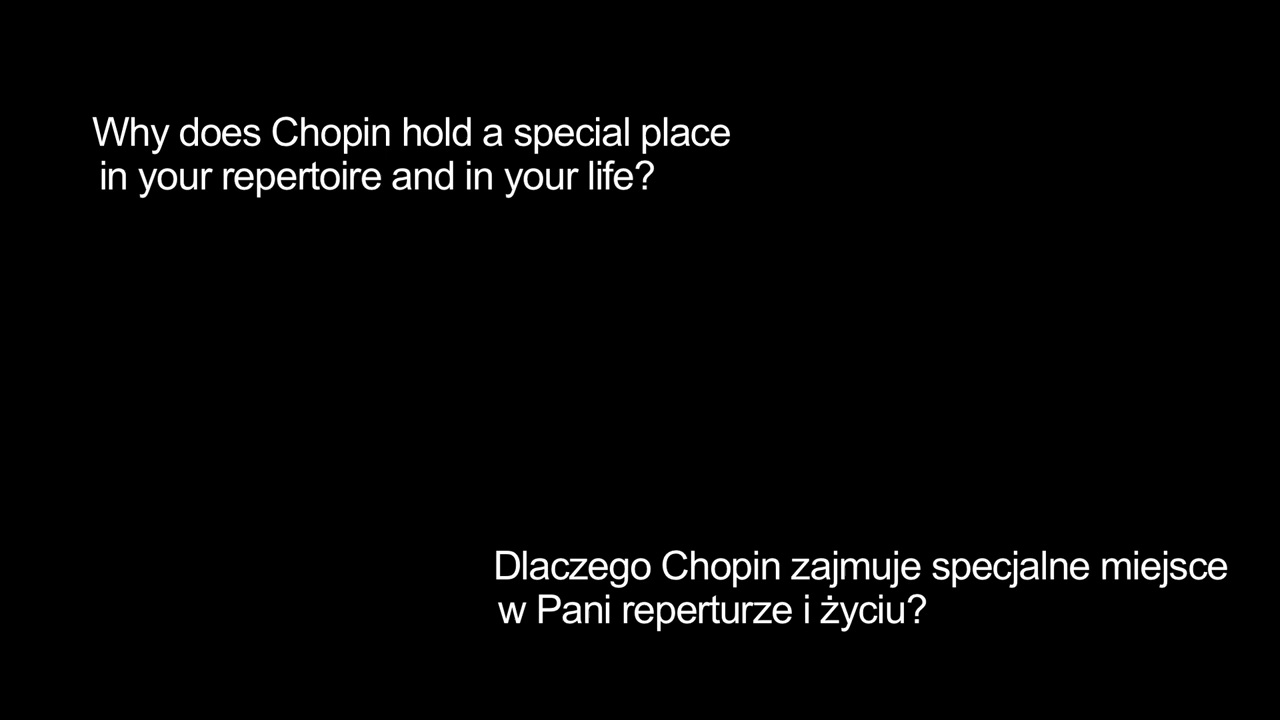 Why does Chopin hold a special place
in your repertoire and in your life?
Dlaczego Chopin zajmuje specjalne miejsce
w Pani reperturze i życiu?